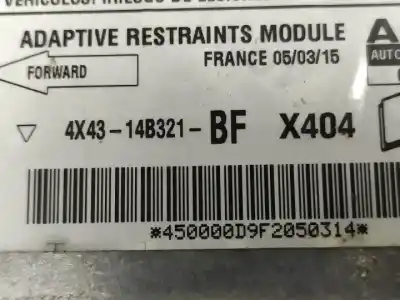 ADAPTIVE RESTRAINTS MODULE
FRANCE 05/03/15
FORWARD
4X43-14B321-BF X404
*450000D9F2050314*